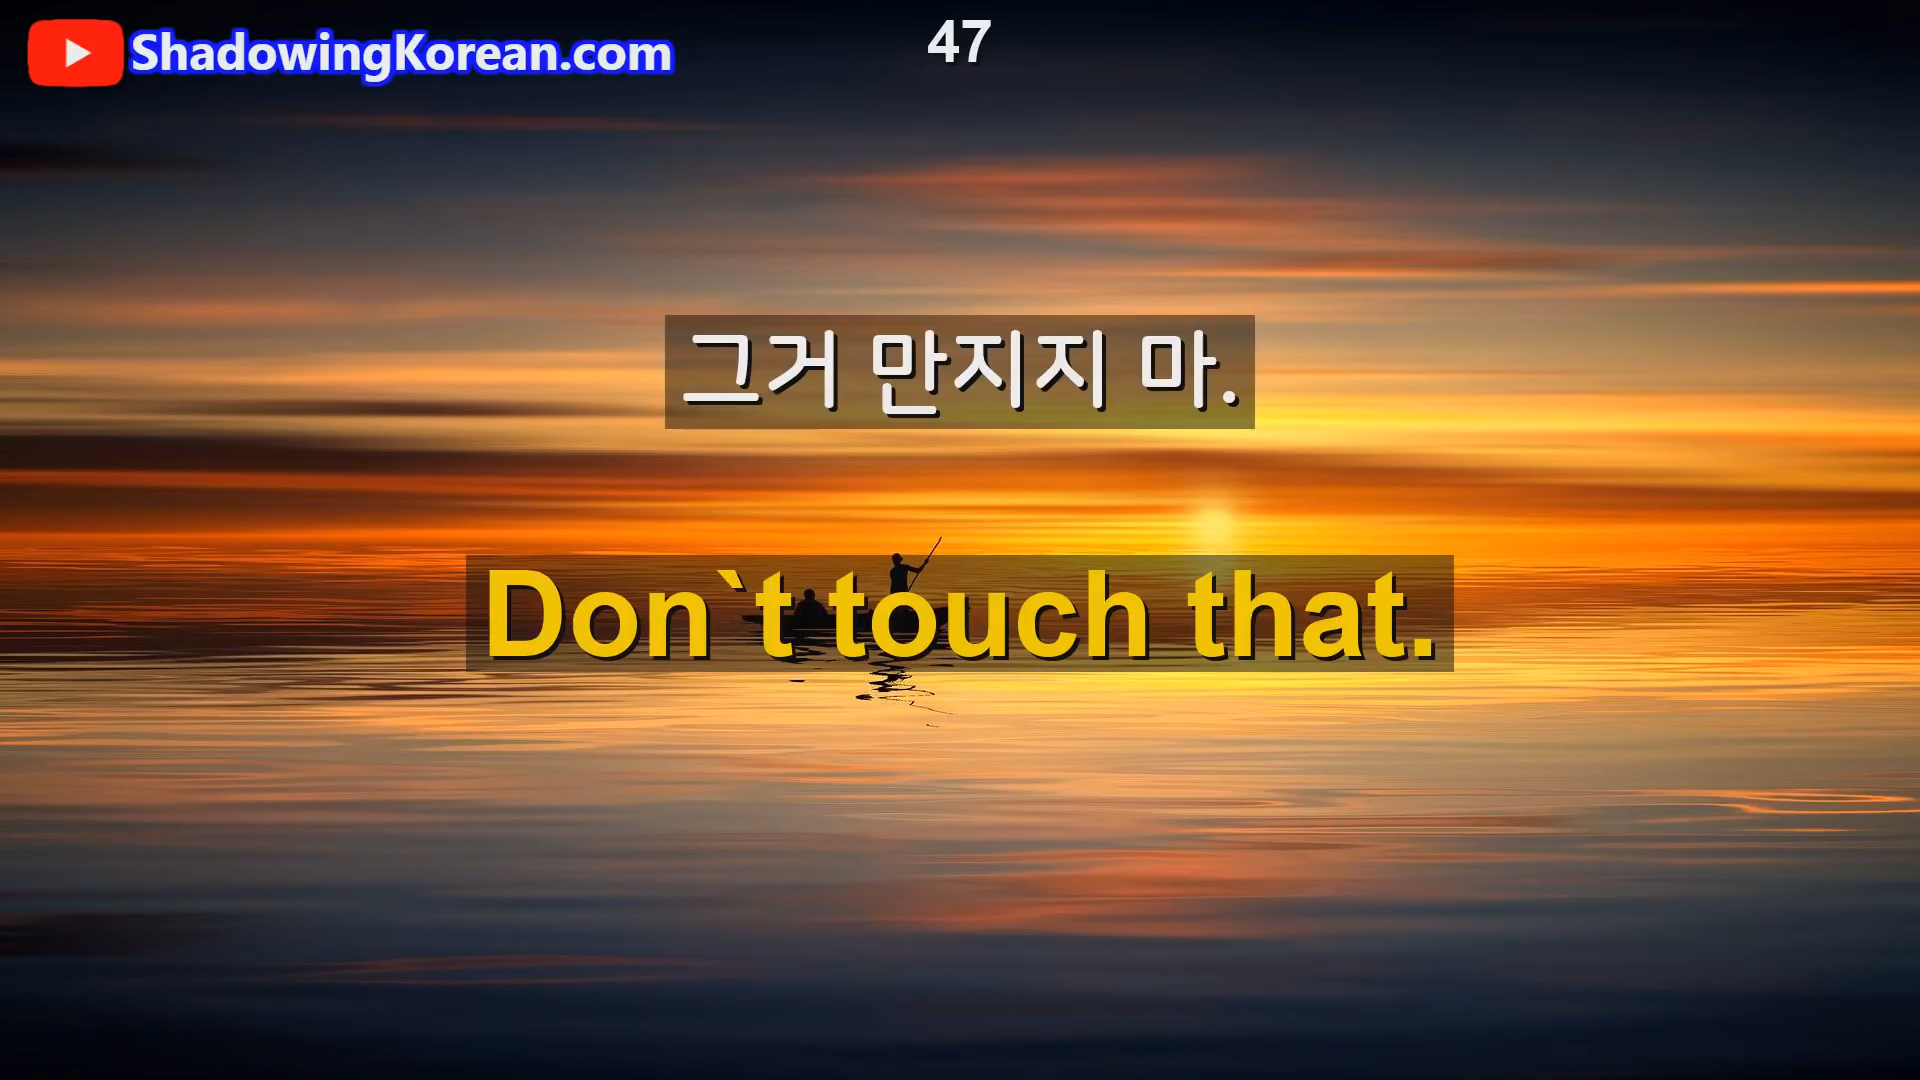 ShadowingKorean.com
47
그거 만지지 마.
Don`t touch that.